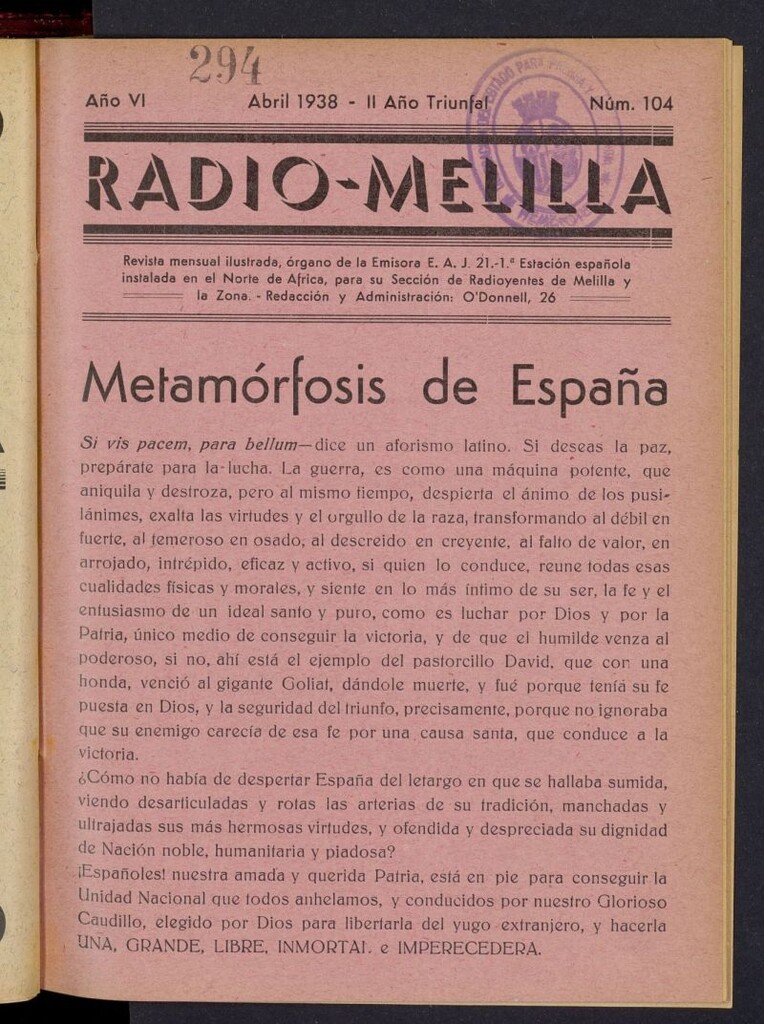 294
Año VI Abril 1938 - II Año Triunfal Núm. 104
RADIO-MELILLA
Revista mensual ilustrada, órgano de la Emisora E. A. J. 21.-1.ª Estación española
instalada en el Norte de Africa, para su Sección de Radioyentes de Melilla y
la Zona. - Redacción y Administración: O'Donnell, 26
Metamórfosis de España
Si vis pacem, para bellum—dice un aforismo latino. Si deseas la paz,
prepárate para la-lucha. La guerra, es como una máquina potente, que
aniquila y destroza, pero al mismo tiempo, despierta el ánimo de los pusi-
lánimes, exalta las virtudes y el orgullo de la raza, transformando al débil en
fuerte, al temeroso en osado, al descreido en creyente, al falto de valor, en
arrojado, intrépido, eficaz y activo, si quien lo conduce, reune todas esas
cualidades físicas y morales, y siente en lo más íntimo de su ser, la fe y el
entusiasmo de un ideal santo y puro, como es luchar por Dios y por la
Patria, único medio de conseguir la victoria, y de que el humilde venza al
poderoso, si no, ahí está el ejemplo del pastorcillo David, que con una
honda, venció al gigante Goliat, dándole muerte, y fué porque tenía su fe
puesta en Dios, y la seguridad del triunfo, precisamente, porque no ignoraba
que su enemigo carecía de esa fe por una causa santa, que conduce a la
victoria.
¿Cómo no había de despertar España del letargo en que se hallaba sumida,
viendo desarticuladas y rotas las arterias de su tradición, manchadas y
ultrajadas sus más hermosas virtudes, y ofendida y despreciada su dignidad
de Nación noble, humanitaria y piadosa?
¡Españoles! nuestra amada y querida Patria, está en pie para conseguir la
Unidad Nacional que todos anhelamos, y conducidos por nuestro Glorioso
Caudillo, elegido por Dios para libertarla del yugo extranjero, y hacerla
UNA, GRANDE, LIBRE, INMORTAL e IMPERECEDERA.